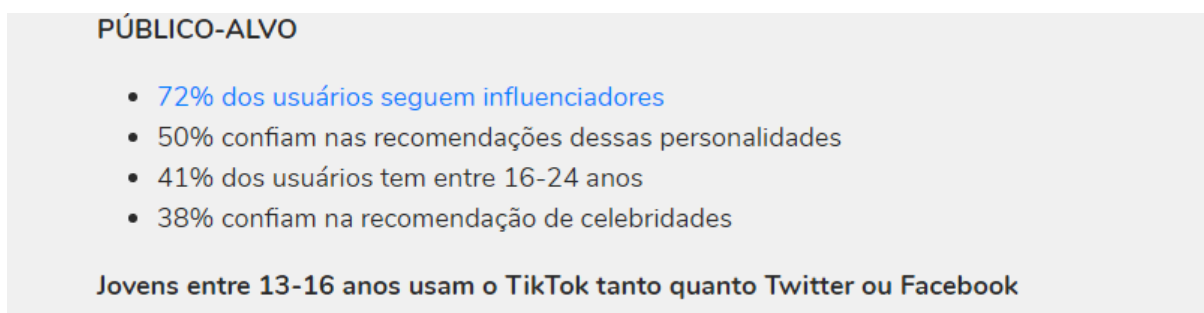 PÚBLICO-ALVO
72% dos usuários seguem influenciadores
50% confiam nas recomendações dessas personalidades
41% dos usuários tem entre 16-24 anos
38% confiam na recomendação de celebridades
Jovens entre 13-16 anos usam o TikTok tanto quanto Twitter ou Facebook